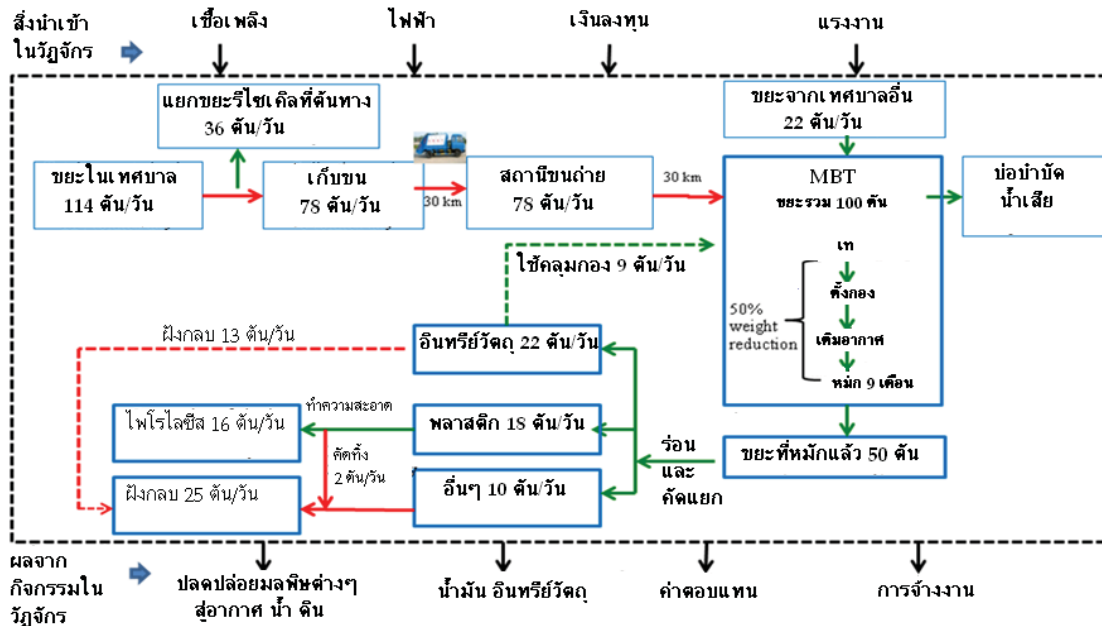 สิ่งนำเข้า
ในวัฏจักร
เชื้อเพลิง
ไฟฟ้า
เงินลงทุน
แรงงาน
แยกขยะรีไซเคิลที่ต้นทาง
36 ตัน/วัน
ขยะจากเทศบาลอื่น
22 ตัน/วัน
ขยะในเทศบาล
114 ตัน/วัน
เก็บขน
78 ตัน/วัน
30 km
สถานีขนถ่าย
78 ตัน/วัน
30 km
MBT
ขยะรวม 100 ตัน
บ่อบำบัด
น้ำเสีย
เท
ตั้งกอง
เติมอากาศ
หมัก 9 เดือน
50%
weight
reduction
ใช้คลุมกอง 9 ตัน/วัน
ฝังกลบ 13 ตัน/วัน
อินทรีย์วัตถุ 22 ตัน/วัน
ทำความสะอาด
ไพโรไลซีส 16 ตัน/วัน
พลาสติก 18 ตัน/วัน
คัดทิ้ง
2 ตัน/วัน
ร่อน
และ
คัดแยก
ขยะที่หมักแล้ว 50 ตัน
ฝังกลบ 25 ตัน/วัน
อื่นๆ 10 ตัน/วัน
ผลจาก
กิจกรรมใน
วัฏจักร
ปลดปล่อยมลพิษต่างๆ
สู่อากาศ น้ำ ดิน
น้ำมัน อินทรีย์วัตถุ
ค่าตอบแทน
การจ้างงาน